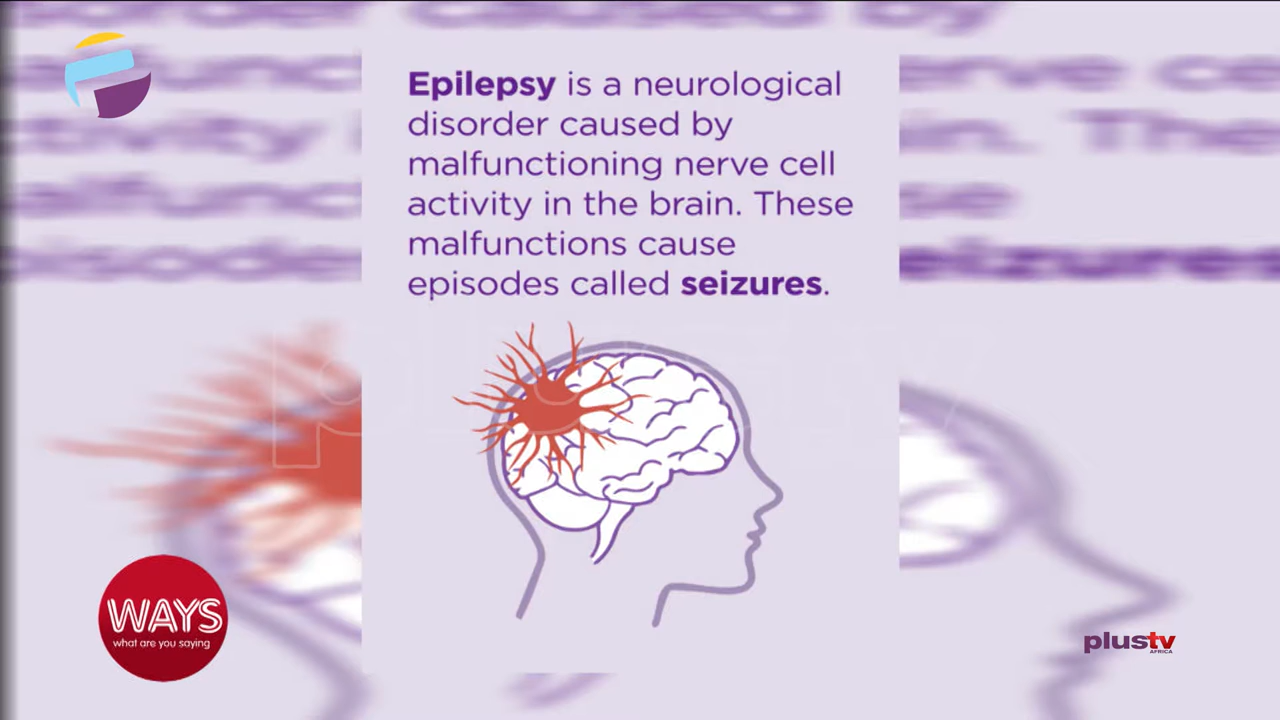 Epilepsy is a neurological
disorder caused by
malfunctioning nerve cell
activity in the brain. These
malfunctions cause
episodes called seizures.
WAYS
what are you saying
plustv
AFRICA